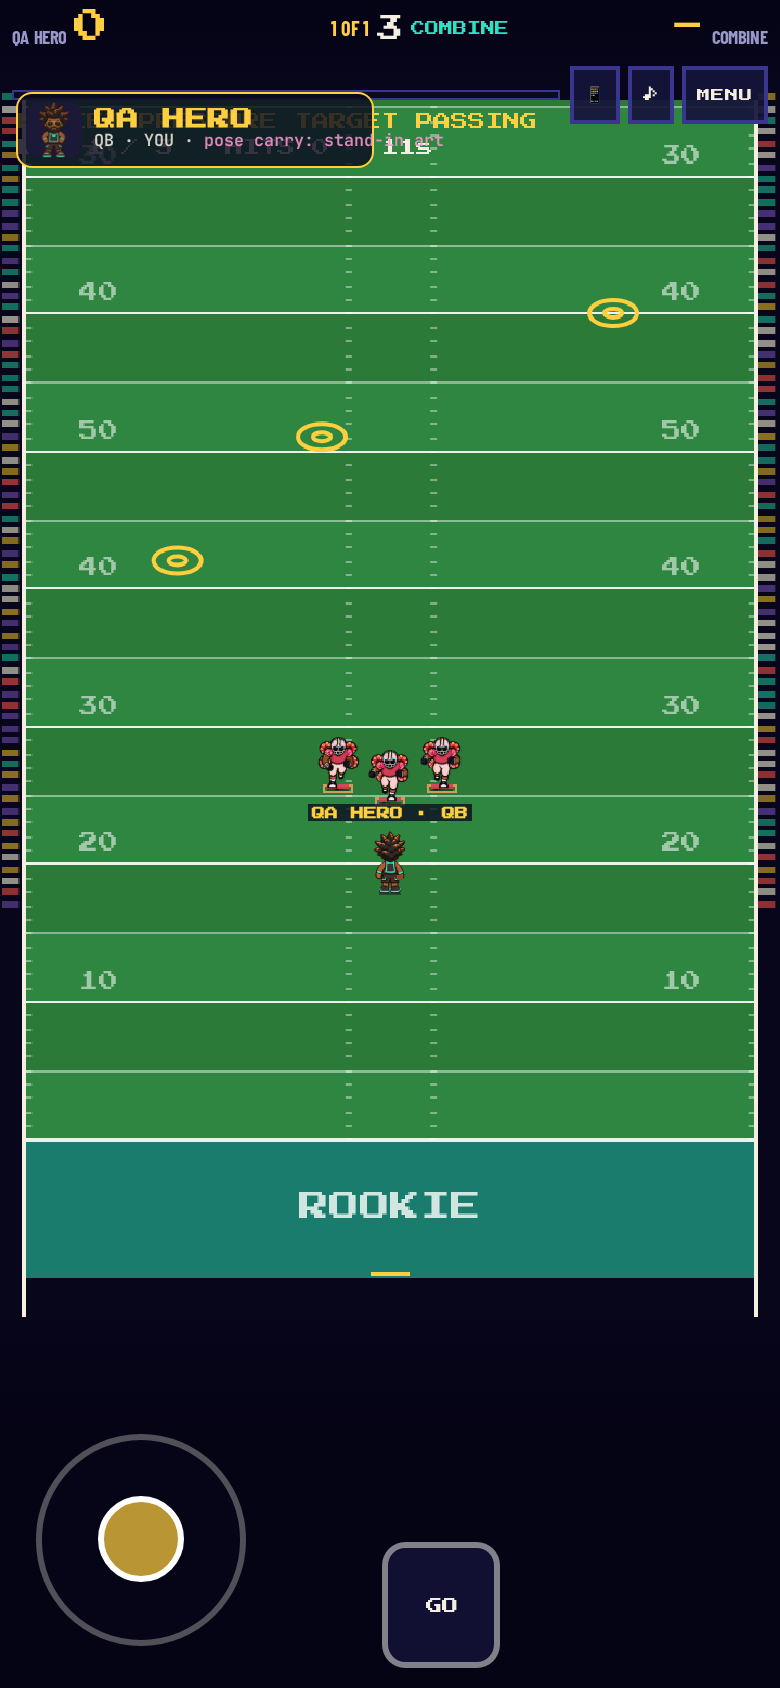 QA HERO 0 1 OF 1 3 COMBINE – COMBINE
♪ MENU
QA HERO
TARGET PASSING
QB · YOU · pose carry: stand-in art
11s
30 30
40 40
50 50
40 40
30 30
QA HERO · QB
20 20
10 10
ROOKIE
GO